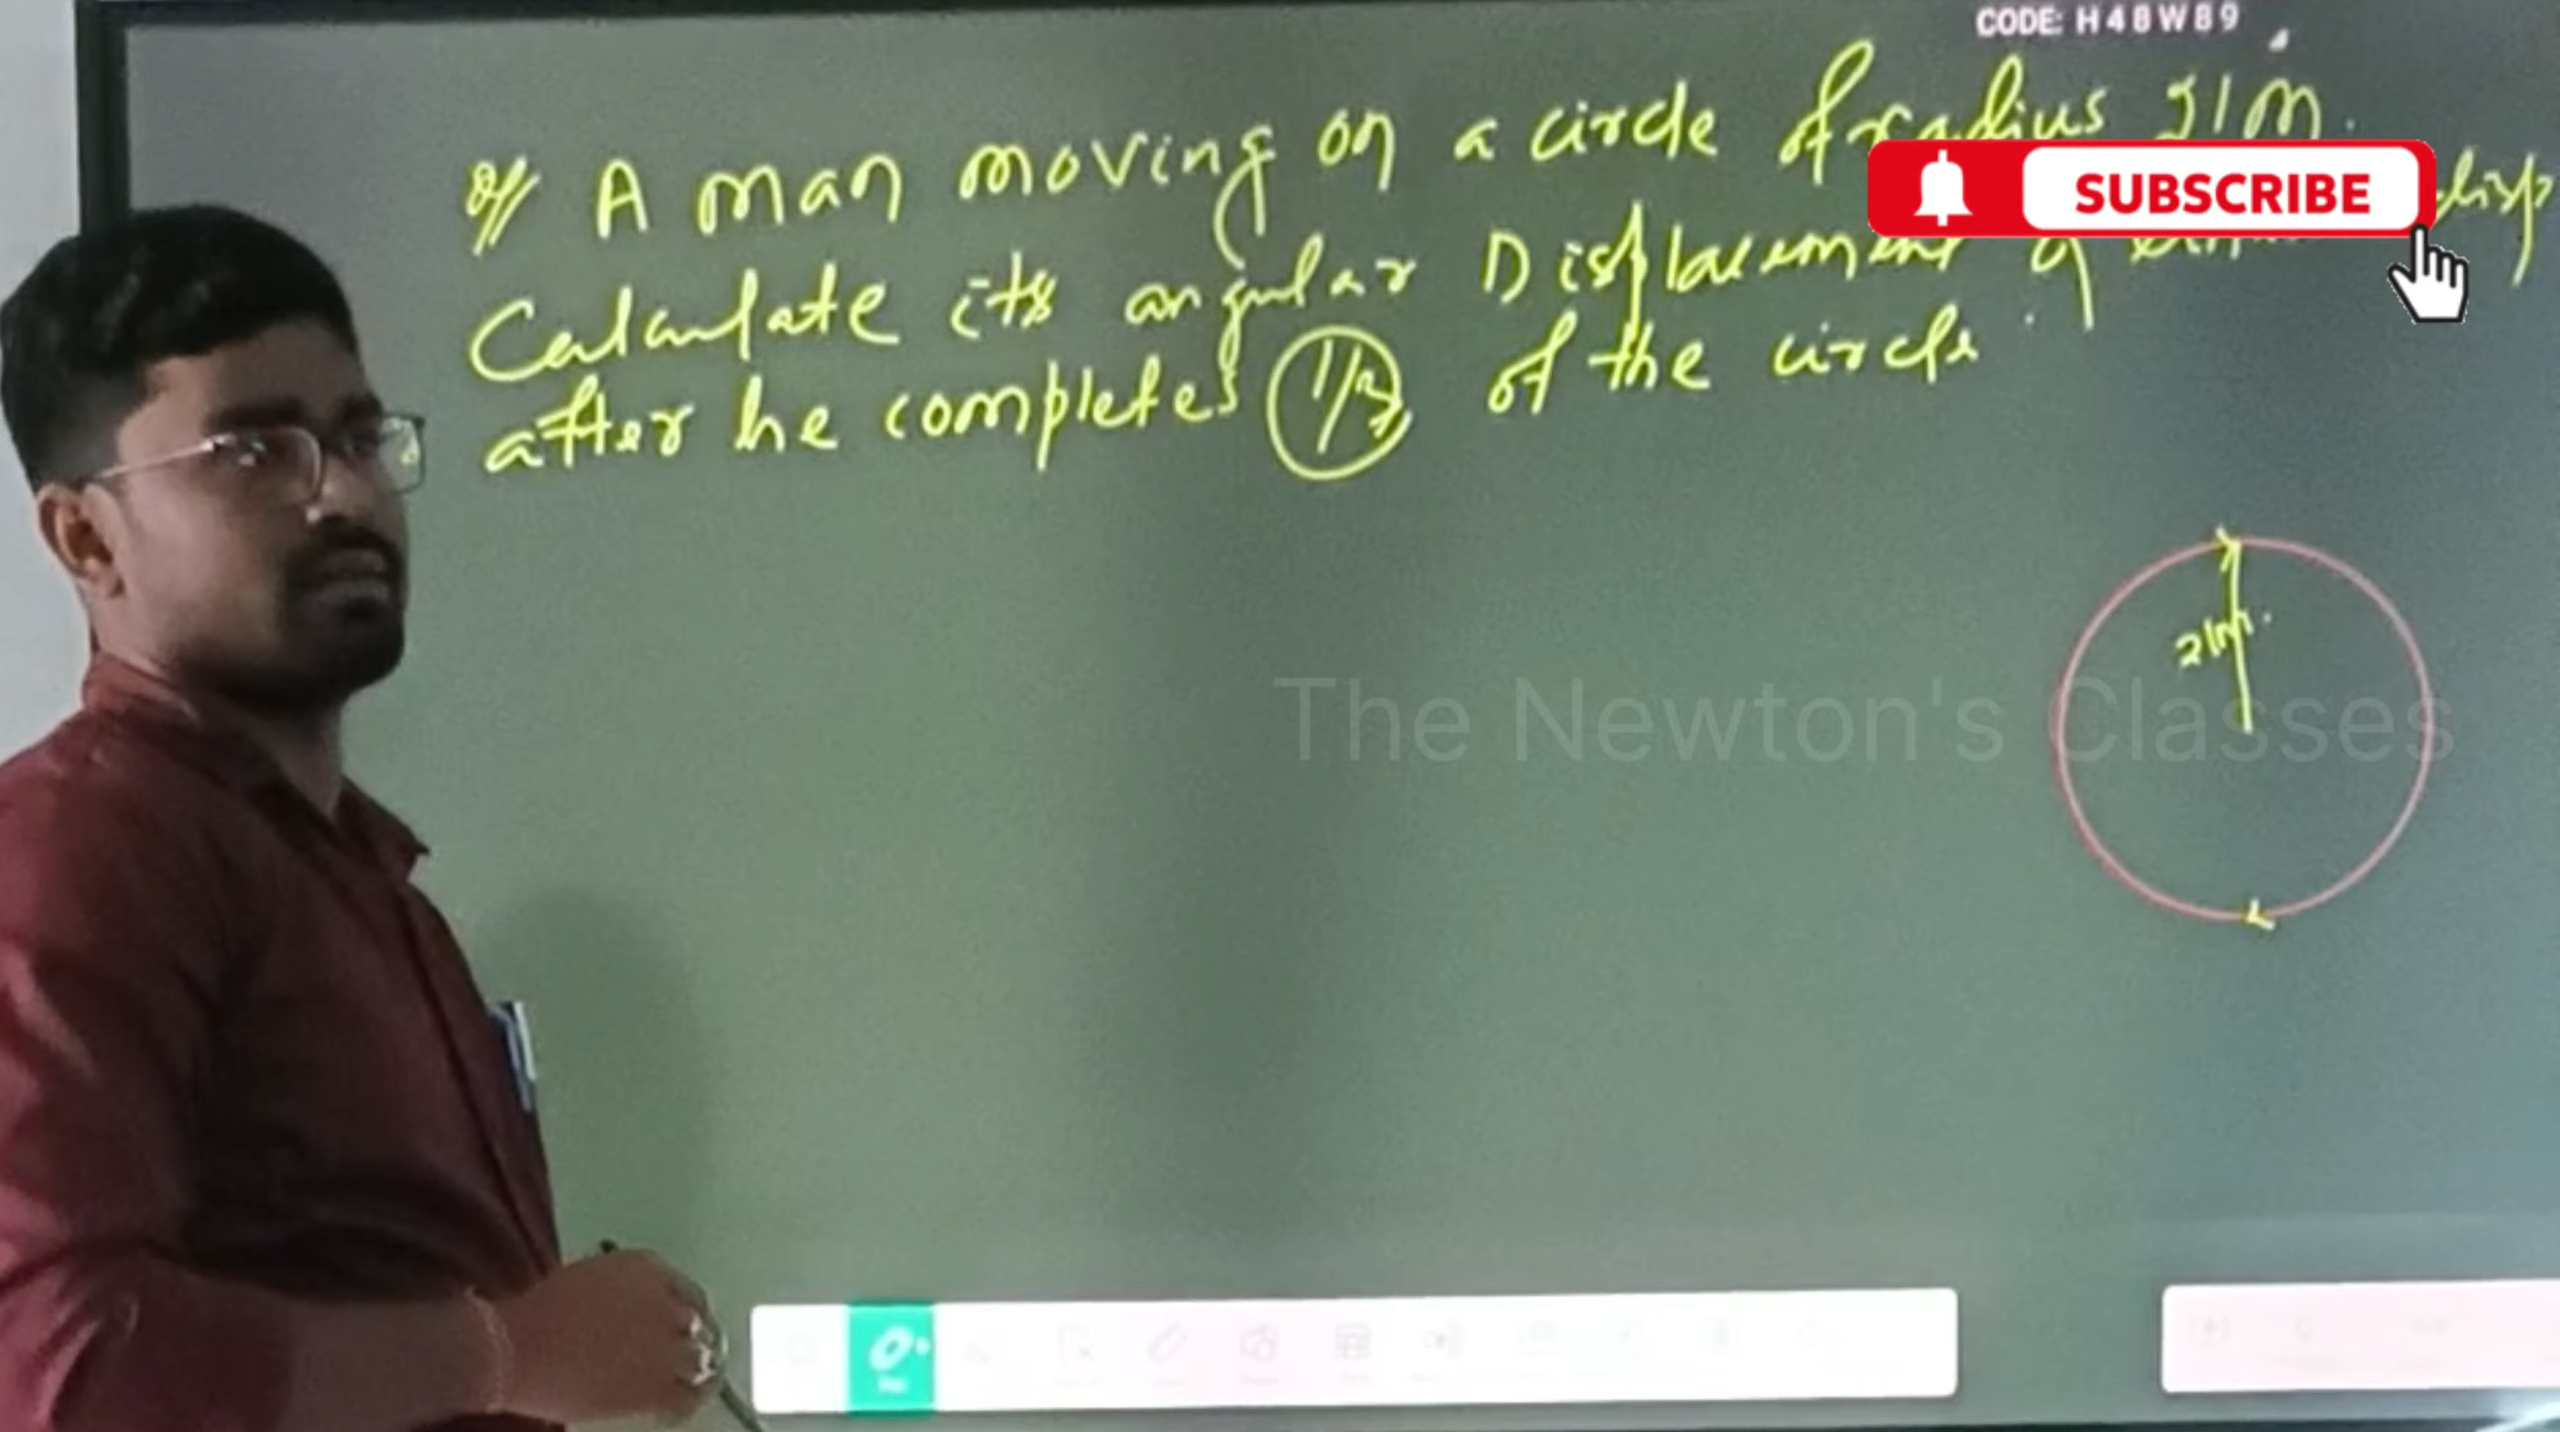 CODE: H48W89
Q// A man moving on a circle of radius 21m.
SUBSCRIBE
Calculate its angular Displacement & disp
after he completes 1/2 of the circle.
21m.
The Newton's Classes